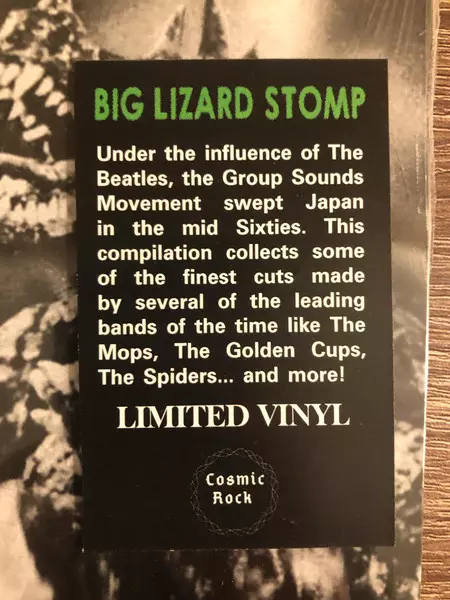 BIG LIZARD STOMP
Under the influence of The
Beatles, the Group Sounds
Movement swept Japan
in the mid Sixties. This
compilation collects some
of the finest cuts made
by several of the leading
bands of the time like The
Mops, The Golden Cups,
The Spiders... and more!
LIMITED VINYL
Cosmic
Rock